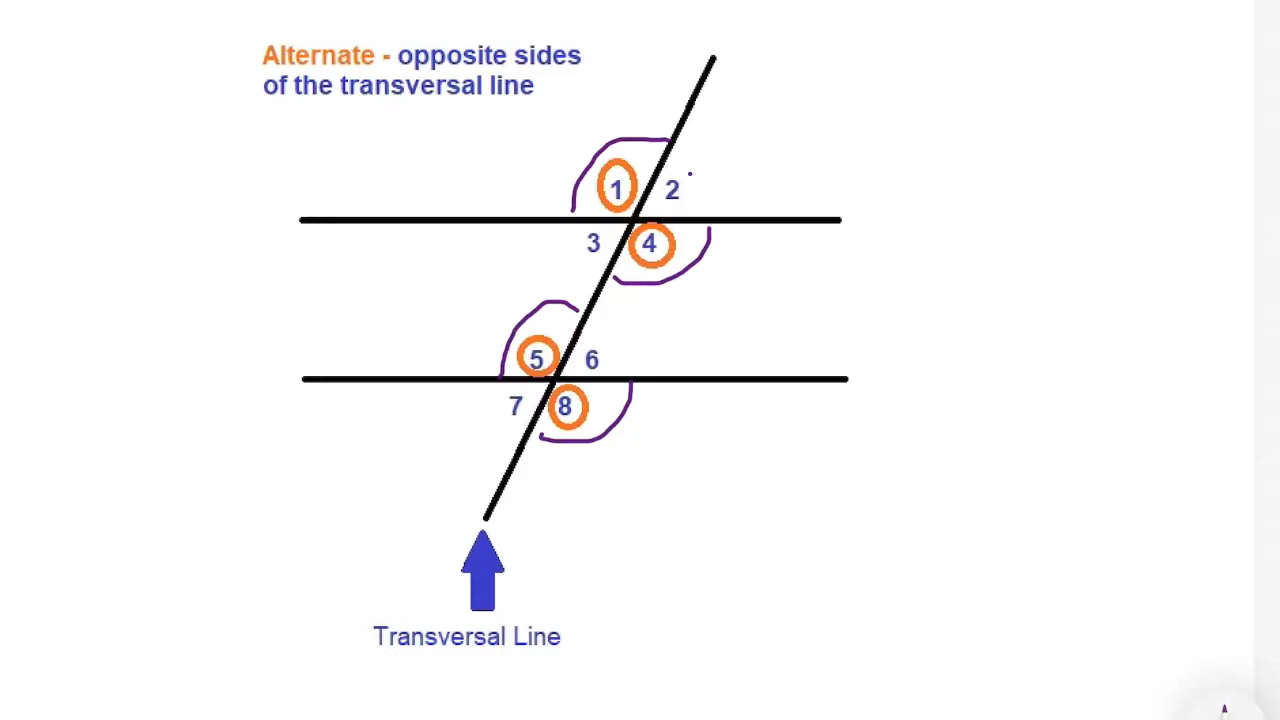 Alternate - opposite sides
of the transversal line
1 2
3 4
5 6
7 8
Transversal Line